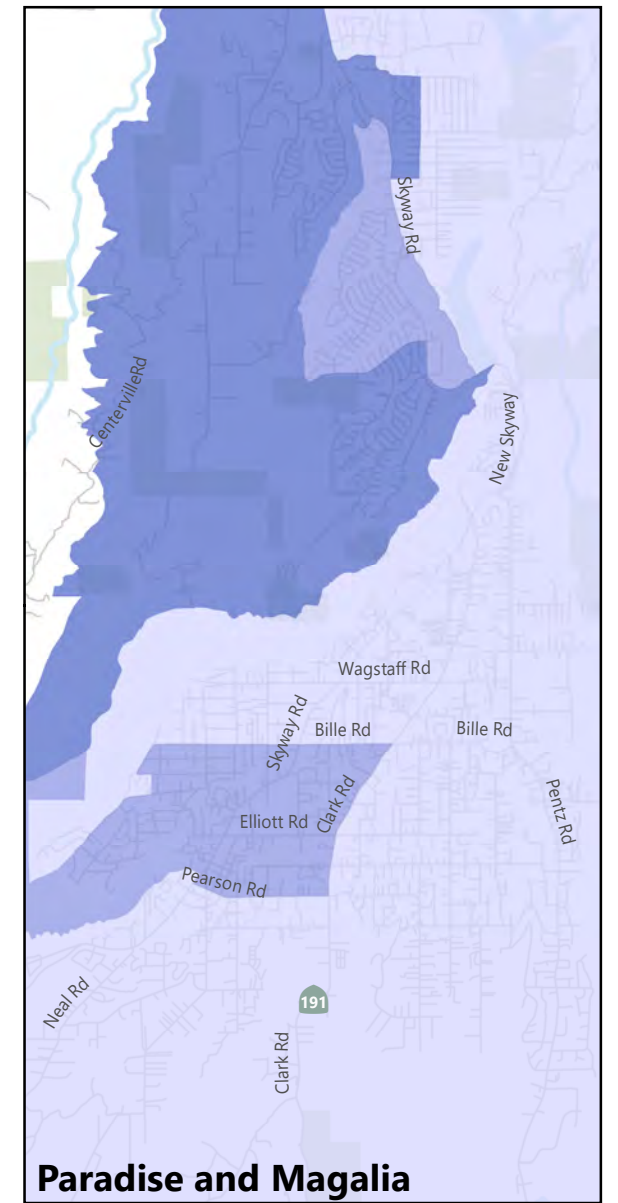 Skyway Rd
CentervilleRd
New Skyway
Wagstaff Rd
Skyway Rd
Bille Rd
Bille Rd
Pentz Rd
Elliott Rd
Clark Rd
Pearson Rd
Neal Rd
191
Clark Rd
Paradise and Magalia